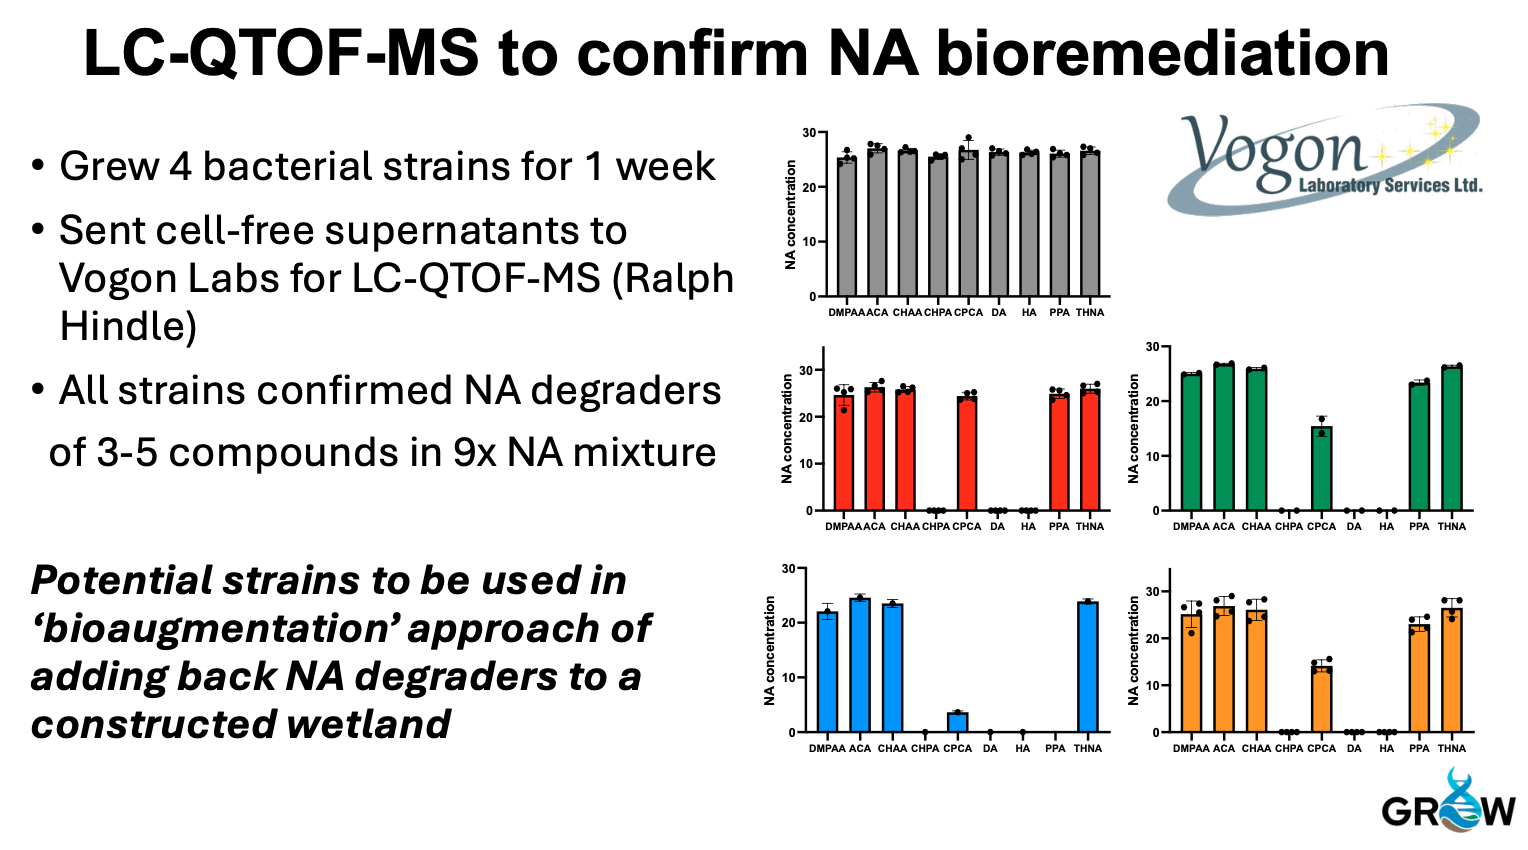 LC-QTOF-MS to confirm NA bioremediation
• Grew 4 bacterial strains for 1 week
• Sent cell-free supernatants to
Vogon Labs for LC-QTOF-MS (Ralph
Hindle)
• All strains confirmed NA degraders
of 3-5 compounds in 9x NA mixture
Potential strains to be used in
‘bioaugmentation’ approach of
adding back NA degraders to a
constructed wetland
Vogon
Laboratory Services Ltd.
NA concentration
30
20
10
0
DMPAA ACA CHAA CHPA CPCA DA HA PPA THNA
NA concentration
30
20
10
0
DMPAA ACA CHAA CHPA CPCA DA HA PPA THNA
NA concentration
30
20
10
0
DMPAA ACA CHAA CHPA CPCA DA HA PPA THNA
NA concentration
30
20
10
0
DMPAA ACA CHAA CHPA CPCA DA HA PPA THNA
NA concentration
30
20
10
0
DMPAA ACA CHAA CHPA CPCA DA HA PPA THNA
GROW